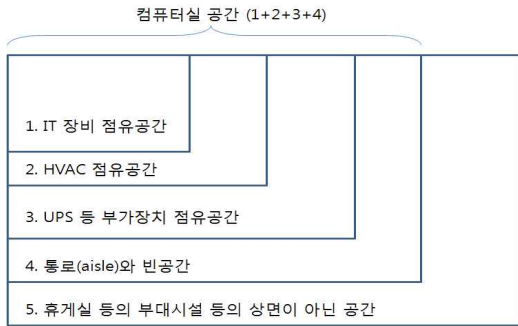 컴퓨터실 공간 (1+2+3+4)
1. IT 장비 점유공간
2. HVAC 점유공간
3. UPS 등 부가장치 점유공간
4. 통로(aisle)와 빈공간
5. 휴게실 등의 부대시설 등의 상면이 아닌 공간